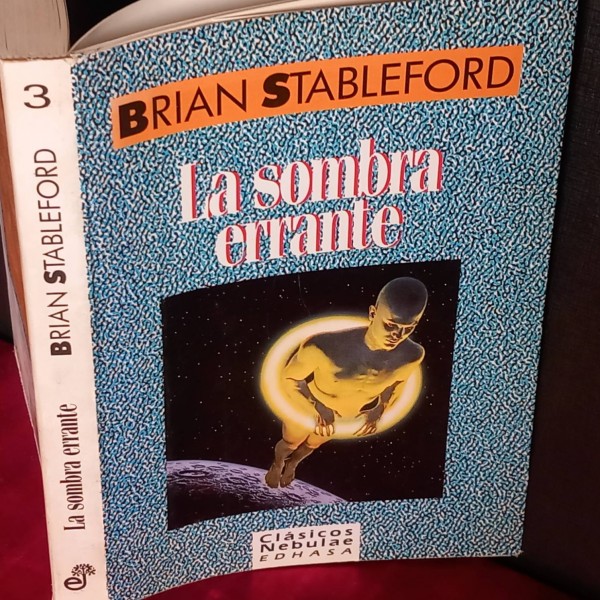 3
BRIAN STABLEFORD
La sombra errante
e
BRIAN STABLEFORD
La sombra
errante
Clásicos
Nebulae
EDHASA